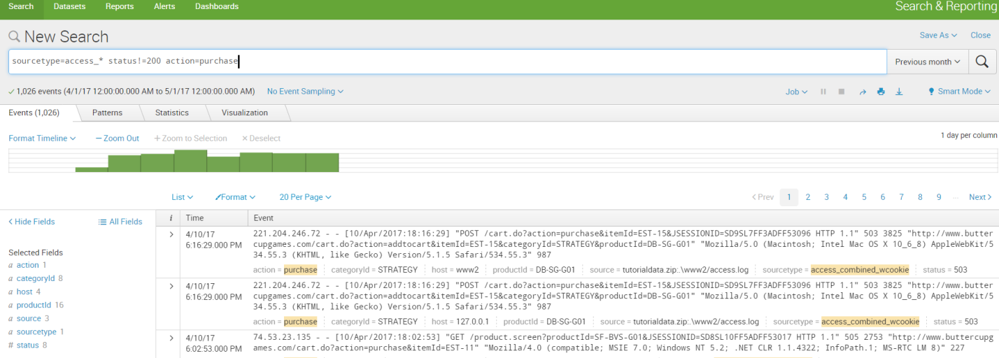 Search Datasets Reports Alerts Dashboards Search & Reporting
New Search Save As Close
sourcetype=access_* status!=200 action=purchase Previous month
1,026 events (4/1/17 12:00:00.000 AM to 5/1/17 12:00:00.000 AM) No Event Sampling Job Smart Mode
Events (1,026) Patterns Statistics Visualization
Format Timeline — Zoom Out + Zoom to Selection × Deselect 1 day per column
List Format 20 Per Page < Prev 1 2 3 4 5 6 7 8 9 ... Next >
< Hide Fields All Fields i Time Event
Selected Fields
a action 1
a categoryId 8
a host 4
a productId 16
a source 3
a sourcetype 1
# status 8
> 4/10/17 221.204.246.72 - - [10/Apr/2017:18:16:29] "POST /cart.do?action=purchase&itemId=EST-15&JSESSIONID=SD9SL7FF3ADFF53096 HTTP 1.1" 503 3825 "http://www.butter
6:16:29.000 PM cupgames.com/cart.do?action=addtocart&itemId=EST-15&categoryId=STRATEGY&productId=DB-SG-G01" "Mozilla/5.0 (Macintosh; Intel Mac OS X 10_6_8) AppleWebKit/5
34.55.3 (KHTML, like Gecko) Version/5.1.5 Safari/534.55.3" 987
action = purchase categoryId = STRATEGY host = www2 productId = DB-SG-G01 source = tutorialdata.zip:.\www2/access.log sourcetype = access_combined_wcookie status = 503
> 4/10/17 221.204.246.72 - - [10/Apr/2017:18:16:29] "POST /cart.do?action=purchase&itemId=EST-15&JSESSIONID=SD9SL7FF3ADFF53096 HTTP 1.1" 503 3825 "http://www.butter
6:16:29.000 PM cupgames.com/cart.do?action=addtocart&itemId=EST-15&categoryId=STRATEGY&productId=DB-SG-G01" "Mozilla/5.0 (Macintosh; Intel Mac OS X 10_6_8) AppleWebKit/5
34.55.3 (KHTML, like Gecko) Version/5.1.5 Safari/534.55.3" 987
action = purchase categoryId = STRATEGY host = 127.0.0.1 productId = DB-SG-G01 source = tutorialdata.zip:.\www2/access.log sourcetype = access_combined_wcookie status = 503
> 4/10/17 74.53.23.135 - - [10/Apr/2017:18:02:53] "GET /product.screen?productId=SF-BVS-G01&JSESSIONID=SD8SL10FF5ADFF53017 HTTP 1.1" 505 2753 "http://www.buttercupg
6:02:53.000 PM ames.com/cart.do?action=purchase&itemId=EST-11" "Mozilla/4.0 (compatible; MSIE 7.0; Windows NT 5.2; .NET CLR 1.1.4322; InfoPath.1; MS-RTC LM 8)" 227